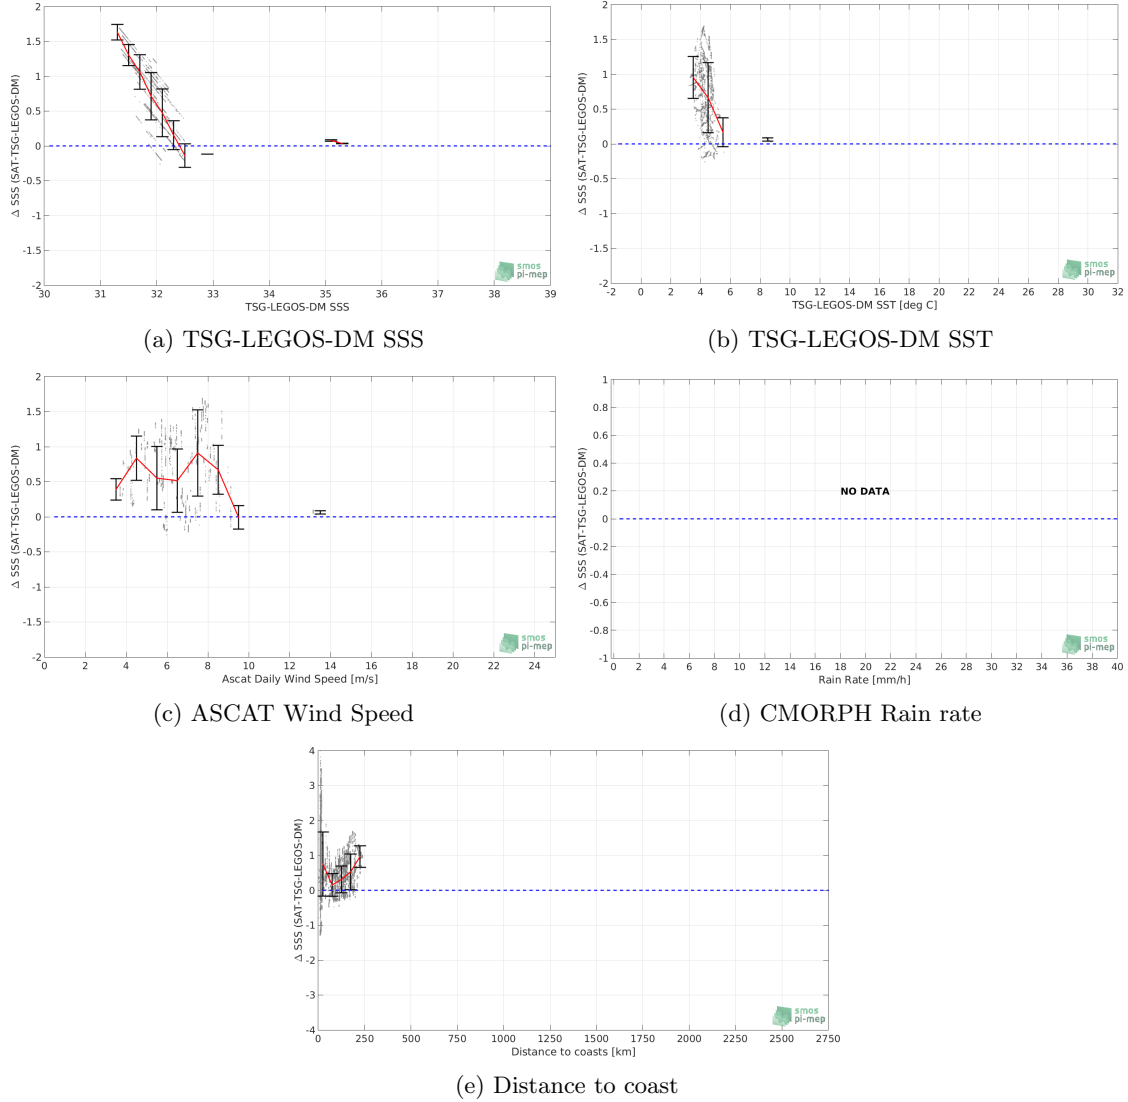 2
1.5
1
0.5
0
-0.5
-1
-1.5
-2
Δ SSS (SAT-TSG-LEGOS-DM)
30 31 32 33 34 35 36 37 38 39
TSG-LEGOS-DM SSS
smos
pi-mep
(a) TSG-LEGOS-DM SSS
2
1.5
1
0.5
0
-0.5
-1
-1.5
-2
Δ SSS (SAT-TSG-LEGOS-DM)
-2 0 2 4 6 8 10 12 14 16 18 20 22 24 26 28 30 32
TSG-LEGOS-DM SST [deg C]
smos
pi-mep
(b) TSG-LEGOS-DM SST
2
1.5
1
0.5
0
-0.5
-1
-1.5
-2
Δ SSS (SAT-TSG-LEGOS-DM)
0 2 4 6 8 10 12 14 16 18 20 22 24
Ascat Daily Wind Speed [m/s]
smos
pi-mep
(c) ASCAT Wind Speed
1
0.8
0.6
0.4
0.2
0
-0.2
-0.4
-0.6
-0.8
-1
Δ SSS (SAT-TSG-LEGOS-DM)
NO DATA
0 2 4 6 8 10 12 14 16 18 20 22 24 26 28 30 32 34 36 38 40
Rain Rate [mm/h]
smos
pi-mep
(d) CMORPH Rain rate
4
3
2
1
0
-1
-2
-3
-4
Δ SSS (SAT-TSG-LEGOS-DM)
0 250 500 750 1000 1250 1500 1750 2000 2250 2500 2750
Distance to coasts [km]
smos
pi-mep
(e) Distance to coast